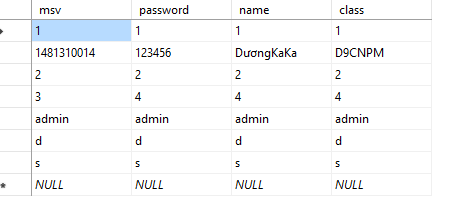 msv password name class
1 1 1 1
1481310014 123456 DươngKaKa D9CNPM
2 2 2 2
3 4 4 4
admin admin admin admin
d d d d
s s s s
* NULL NULL NULL NULL